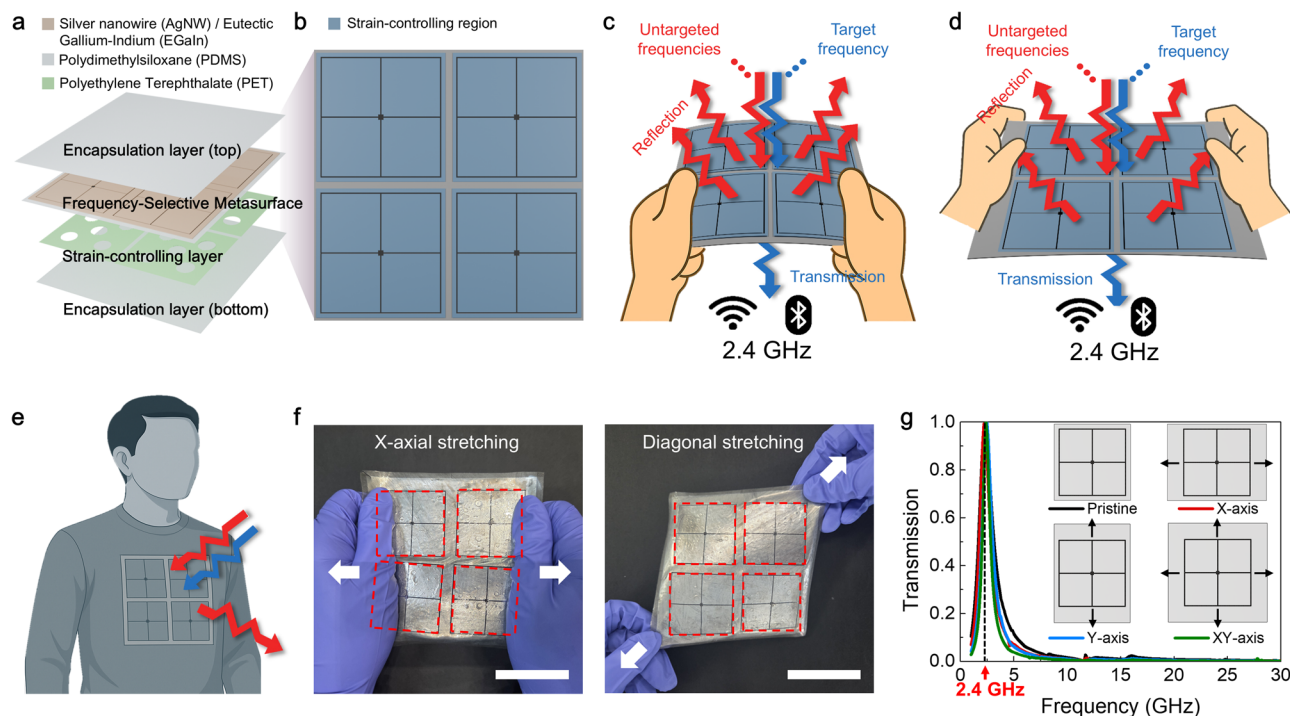 a
Silver nanowire (AgNW) / Eutectic
Gallium-Indium (EGaIn)
Polydimethylsiloxane (PDMS)
Polyethylene Terephthalate (PET)
Encapsulation layer (top)
Frequency-Selective Metasurface
Strain-controlling layer
Encapsulation layer (bottom)
b
Strain-controlling region
c
Untargeted
frequencies
Target
frequency
Reflection
Transmission
2.4 GHz
d
Untargeted
frequencies
Target
frequency
Reflection
Transmission
2.4 GHz
e
f
X-axial stretching
Diagonal stretching
g
Transmission
1.0
0.8
0.6
0.4
0.2
0.0
Pristine
X-axis
Y-axis
XY-axis
0
5
10
15
20
25
30
2.4 GHz
Frequency (GHz)